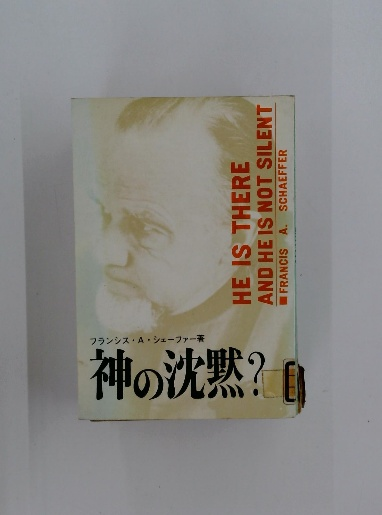 HE IS THERE
AND HE IS NOT SILENT
■FRANCIS A. SCHAEFFER
フランシス・A・シェーファー著
神の沈黙?